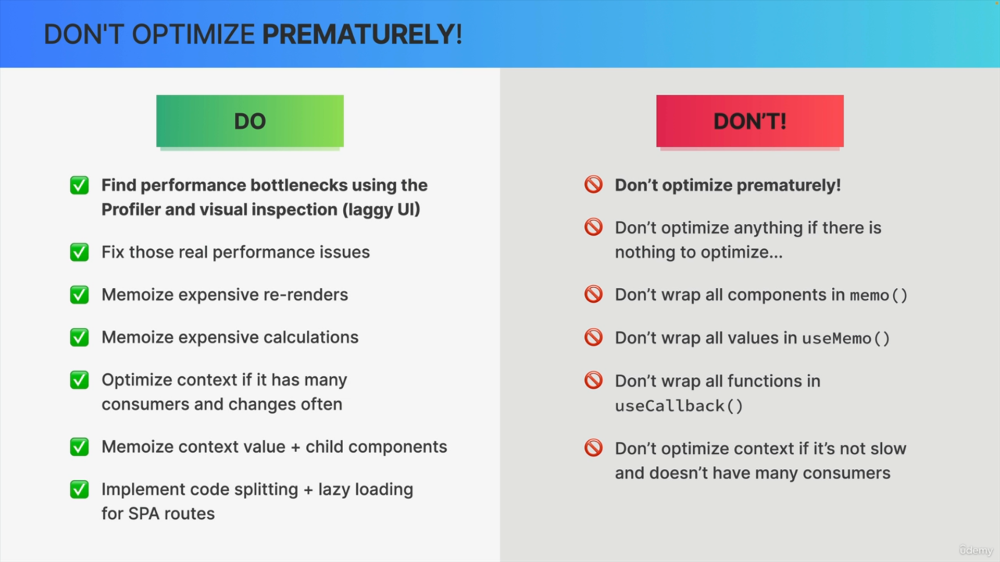 DON'T OPTIMIZE PREMATURELY!
DO
Find performance bottlenecks using the
Profiler and visual inspection (laggy UI)
Fix those real performance issues
Memoize expensive re-renders
Memoize expensive calculations
Optimize context if it has many
consumers and changes often
Memoize context value + child components
Implement code splitting + lazy loading
for SPA routes
DON’T!
Don’t optimize prematurely!
Don’t optimize anything if there is
nothing to optimize...
Don’t wrap all components in memo()
Don’t wrap all values in useMemo()
Don’t wrap all functions in
useCallback()
Don’t optimize context if it’s not slow
and doesn’t have many consumers
ûdemy